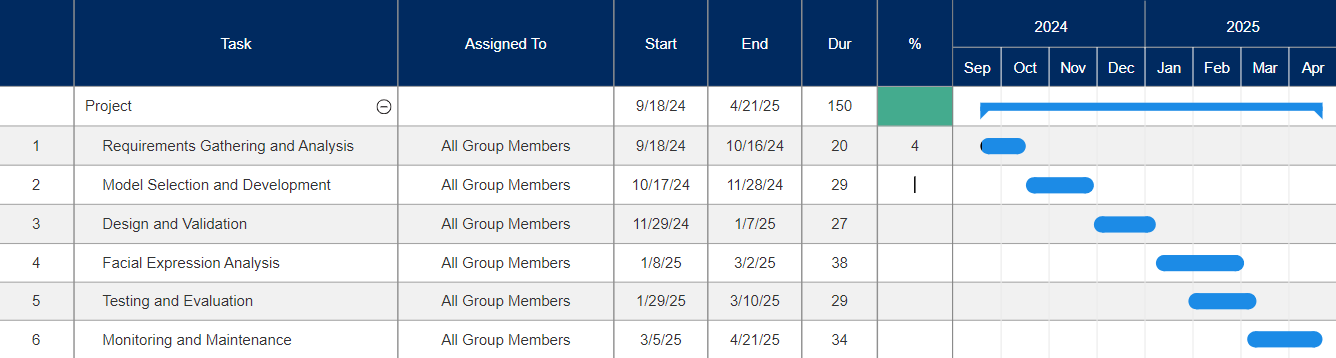 2024 2025
Task Assigned To Start End Dur %
Sep Oct Nov Dec Jan Feb Mar Apr
Project 9/18/24 4/21/25 150
1 Requirements Gathering and Analysis All Group Members 9/18/24 10/16/24 20 4
2 Model Selection and Development All Group Members 10/17/24 11/28/24 29
3 Design and Validation All Group Members 11/29/24 1/7/25 27
4 Facial Expression Analysis All Group Members 1/8/25 3/2/25 38
5 Testing and Evaluation All Group Members 1/29/25 3/10/25 29
6 Monitoring and Maintenance All Group Members 3/5/25 4/21/25 34